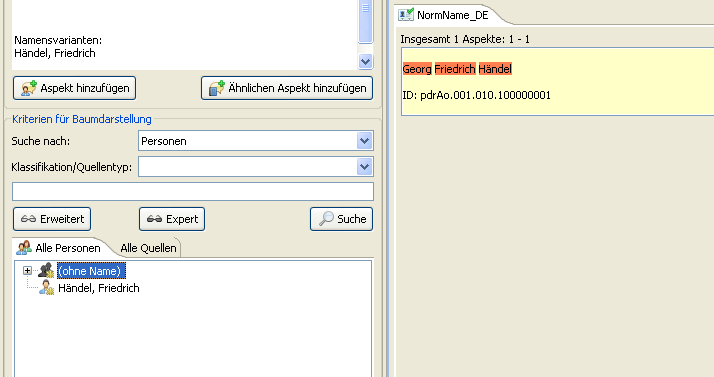 Namensvarianten:
Händel, Friedrich
Aspekt hinzufügen
Ähnlichen Aspekt hinzufügen
Kriterien für Baumdarstellung
Suche nach:
Personen
Klassifikation/Quellentyp:
Erweitert
Expert
Suche
Alle Personen
Alle Quellen
(ohne Name)
Händel, Friedrich
NormName_DE
Insgesamt 1 Aspekte: 1 - 1
Georg Friedrich Händel
ID: pdrAo.001.010.100000001